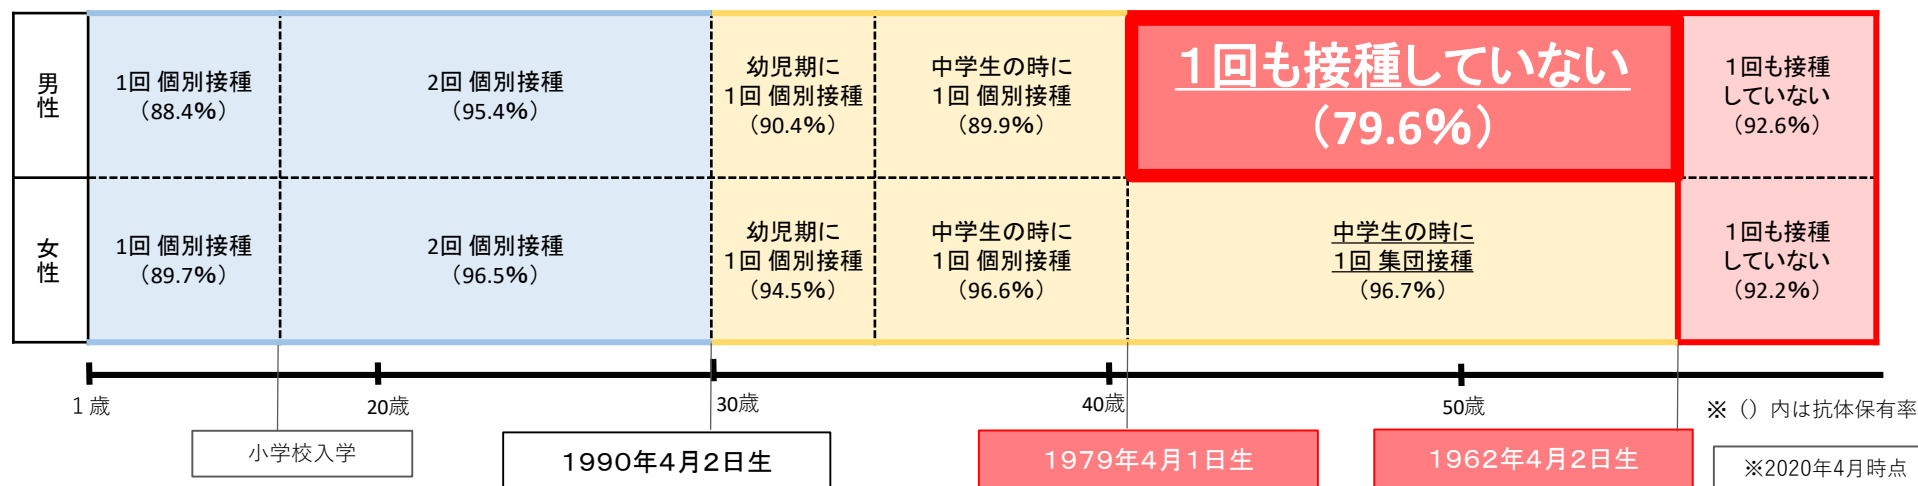 男性
1回 個別接種
（88.4%）
2回 個別接種
（95.4%）
幼児期に
1回 個別接種
（90.4%）
中学生の時に
1回 個別接種
（89.9%）
1回も接種していない
（79.6%）
1回も接種
していない
（92.6%）
女性
1回 個別接種
（89.7%）
2回 個別接種
（96.5%）
幼児期に
1回 個別接種
（94.5%）
中学生の時に
1回 個別接種
（96.6%）
中学生の時に
1回 集団接種
（96.7%）
1回も接種
していない
（92.2%）
1歳
20歳
30歳
40歳
50歳
※（）内は抗体保有率
小学校入学
1990年4月2日生
1979年4月1日生
1962年4月2日生
※2020年4月時点